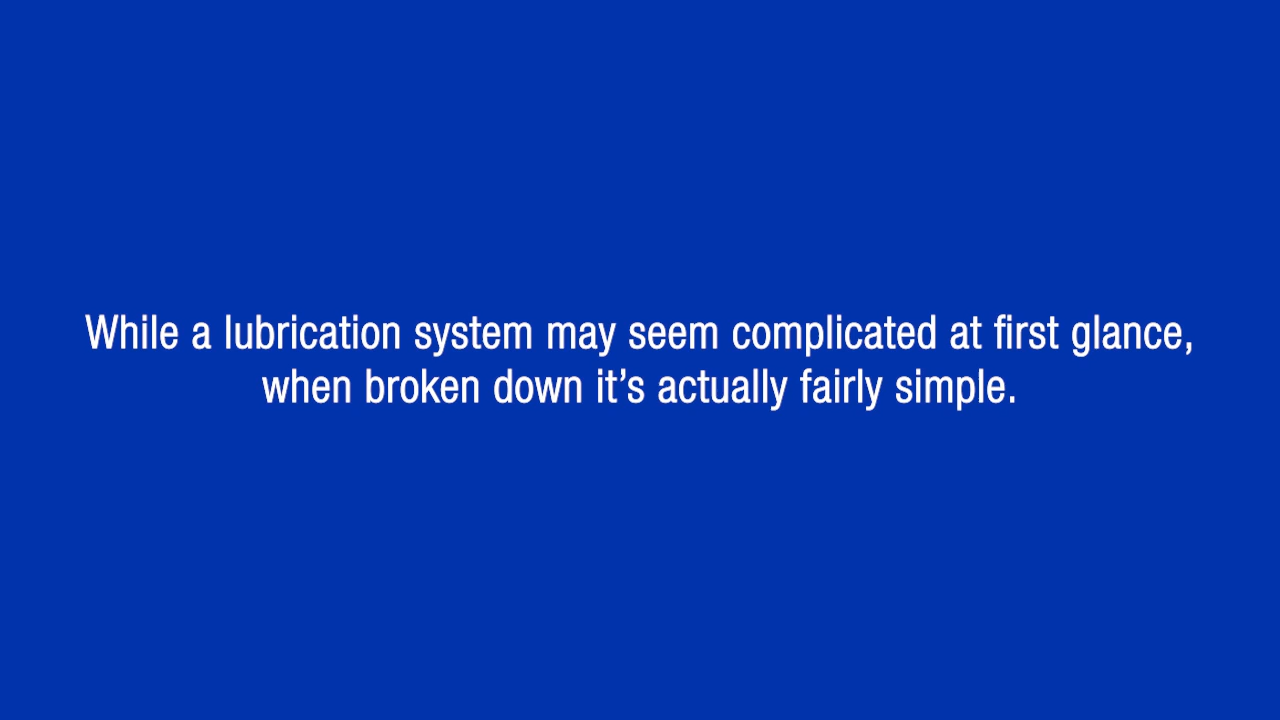 While a lubrication system may seem complicated at first glance,
when broken down it’s actually fairly simple.